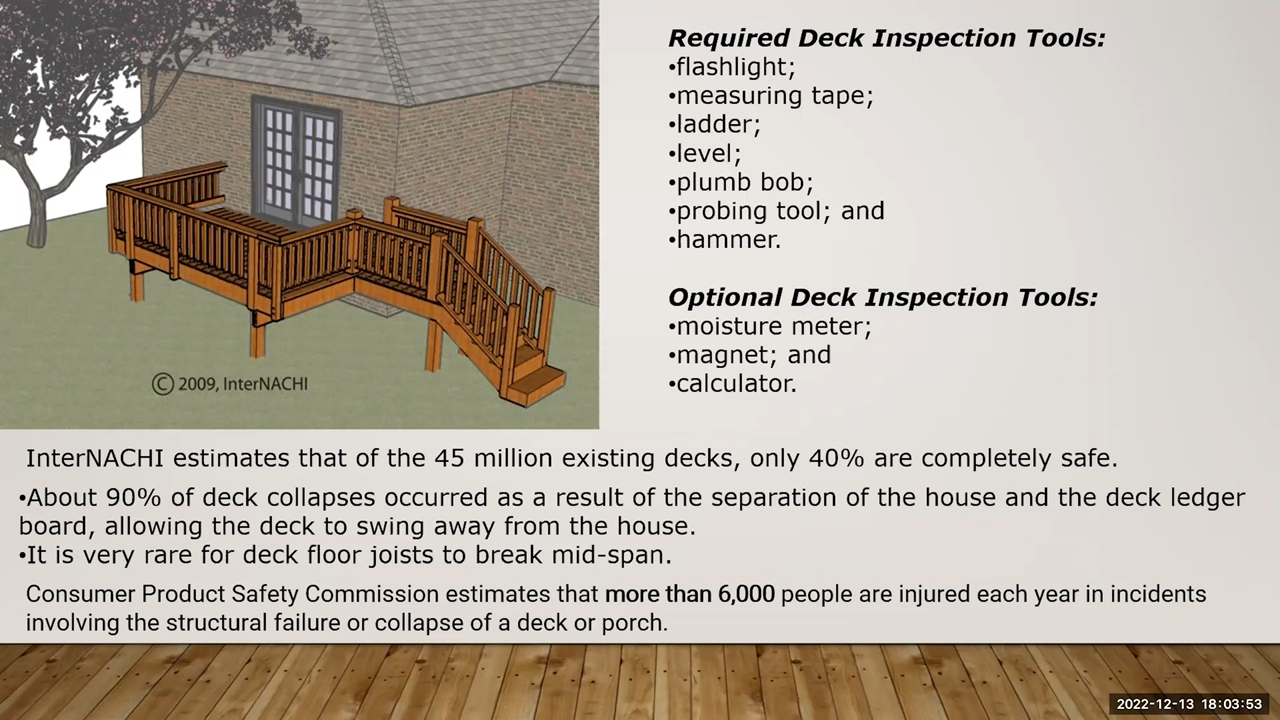 Required Deck Inspection Tools:
•flashlight;
•measuring tape;
•ladder;
•level;
•plumb bob;
•probing tool; and
•hammer.
Optional Deck Inspection Tools:
•moisture meter;
•magnet; and
•calculator.
© 2009, InterNACHI
InterNACHI estimates that of the 45 million existing decks, only 40% are completely safe.
•About 90% of deck collapses occurred as a result of the separation of the house and the deck ledger
board, allowing the deck to swing away from the house.
•It is very rare for deck floor joists to break mid-span.
Consumer Product Safety Commission estimates that more than 6,000 people are injured each year in incidents
involving the structural failure or collapse of a deck or porch.
2022-12-13 18:03:53